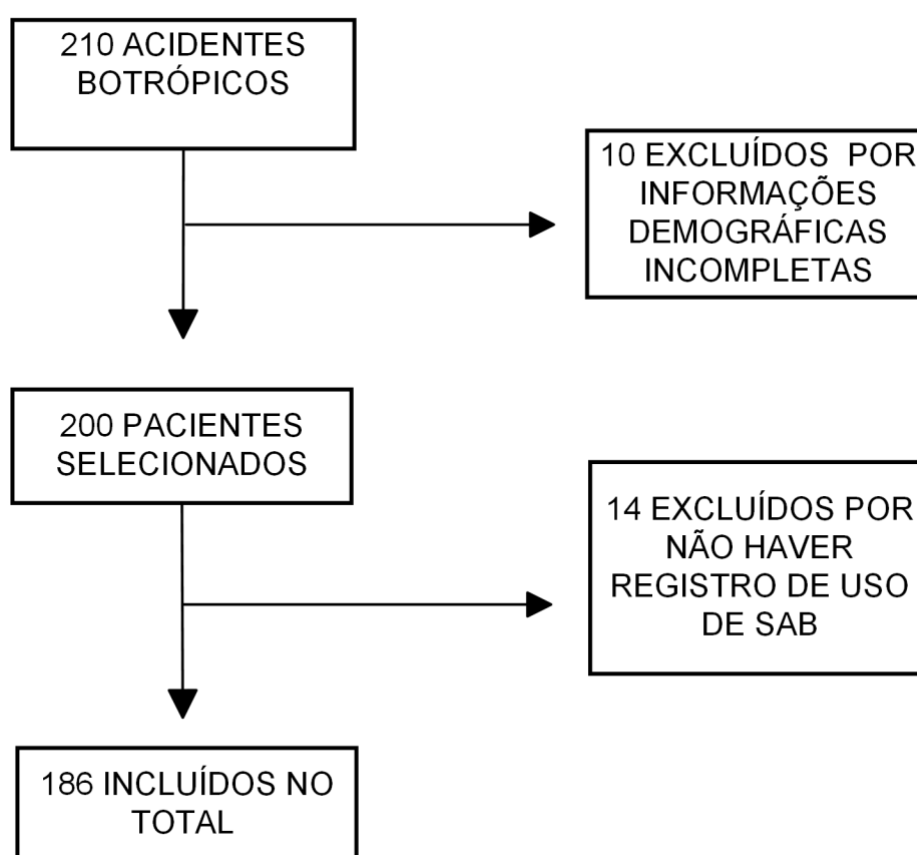 210 ACIDENTES
BOTRÓPICOS
10 EXCLUÍDOS POR
INFORMAÇÕES
DEMOGRÁFICAS
INCOMPLETAS
200 PACIENTES
SELECIONADOS
14 EXCLUÍDOS POR
NÃO HAVER
REGISTRO DE USO
DE SAB
186 INCLUÍDOS NO
TOTAL